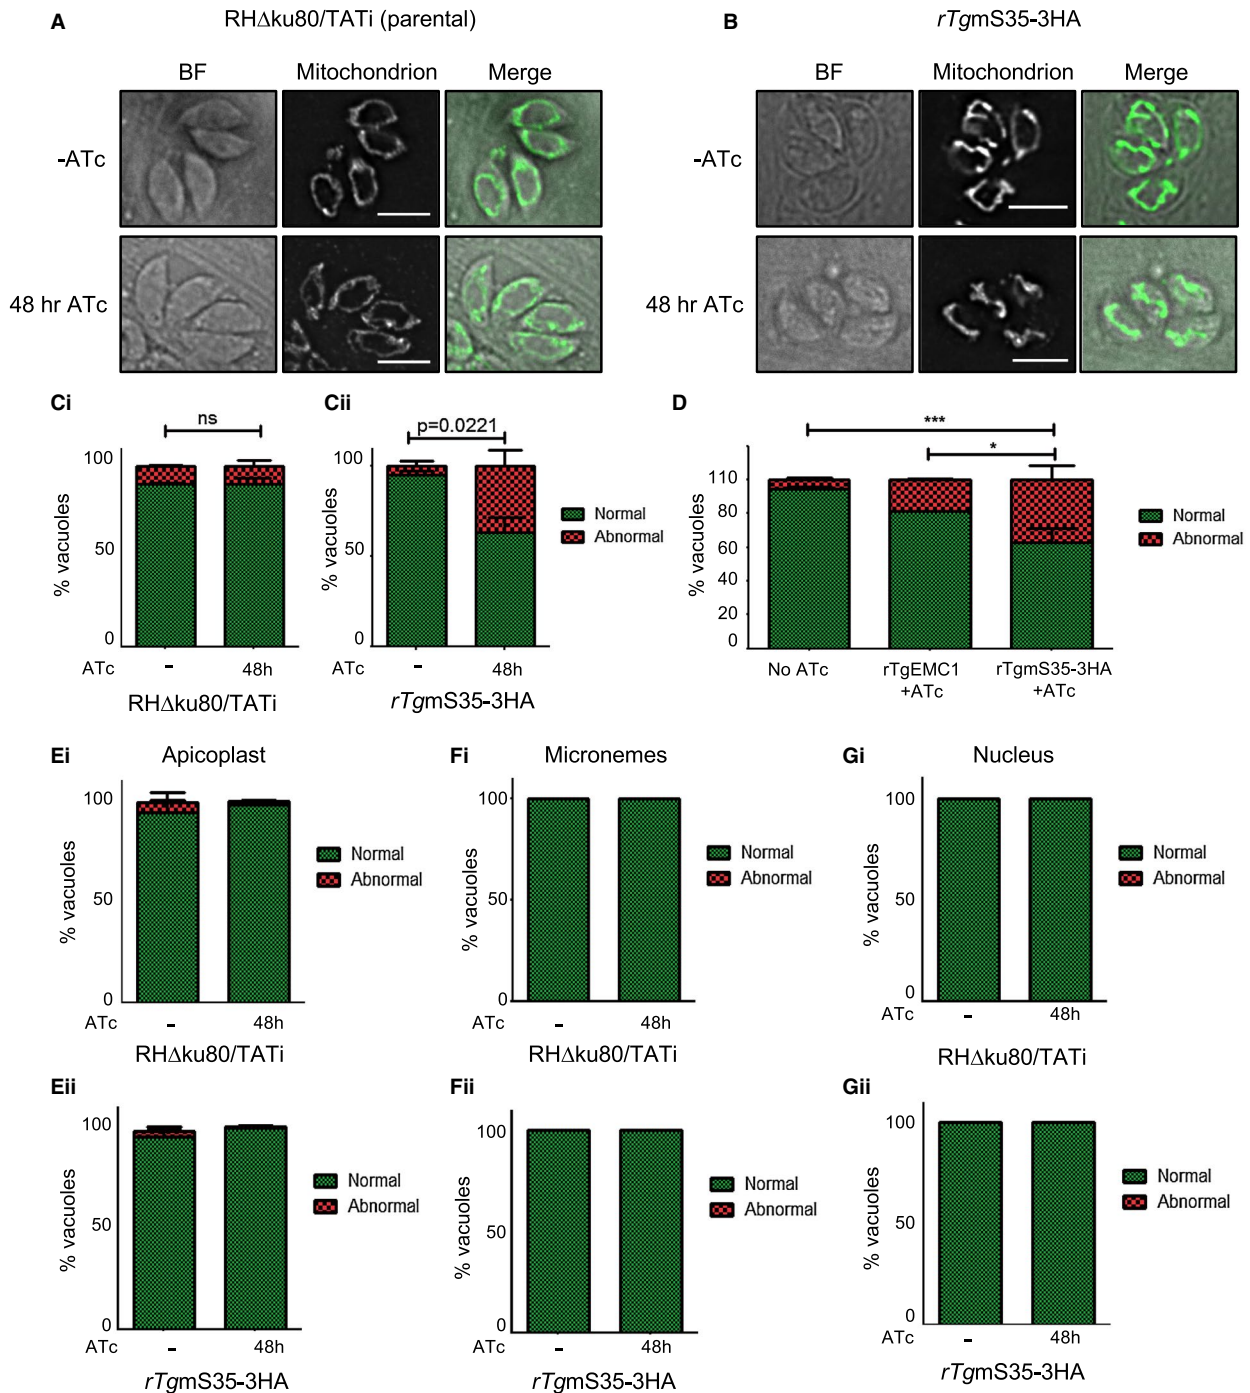 A RHΔku80/TATi (parental)
BF Mitochondrion Merge
-ATc
48 hr ATc
B rTgmS35-3HA
BF Mitochondrion Merge
-ATc
48 hr ATc
Ci
ns
% vacuoles
100
50
0
ATc - 48h
RHΔku80/TATi
Cii
p=0.0221
% vacuoles
100
50
0
ATc - 48h
rTgmS35-3HA
Normal
Abnormal
D
***
*
% vacuoles
110
80
60
40
20
0
No ATc rTgEMC1 +ATc rTgmS35-3HA +ATc
Normal
Abnormal
Ei Apicoplast
% vacuoles
100
50
0
ATc - 48h
RHΔku80/TATi
Normal
Abnormal
Fi Micronemes
% vacuoles
100
50
0
ATc - 48h
RHΔku80/TATi
Normal
Abnormal
Gi Nucleus
% vacuoles
100
50
0
ATc - 48h
RHΔku80/TATi
Normal
Abnormal
Eii
% vacuoles
100
50
0
ATc - 48h
rTgmS35-3HA
Normal
Abnormal
Fii
% vacuoles
100
50
0
ATc - 48h
rTgmS35-3HA
Normal
Abnormal
Gii
% vacuoles
100
50
0
ATc - 48h
rTgmS35-3HA
Normal
Abnormal